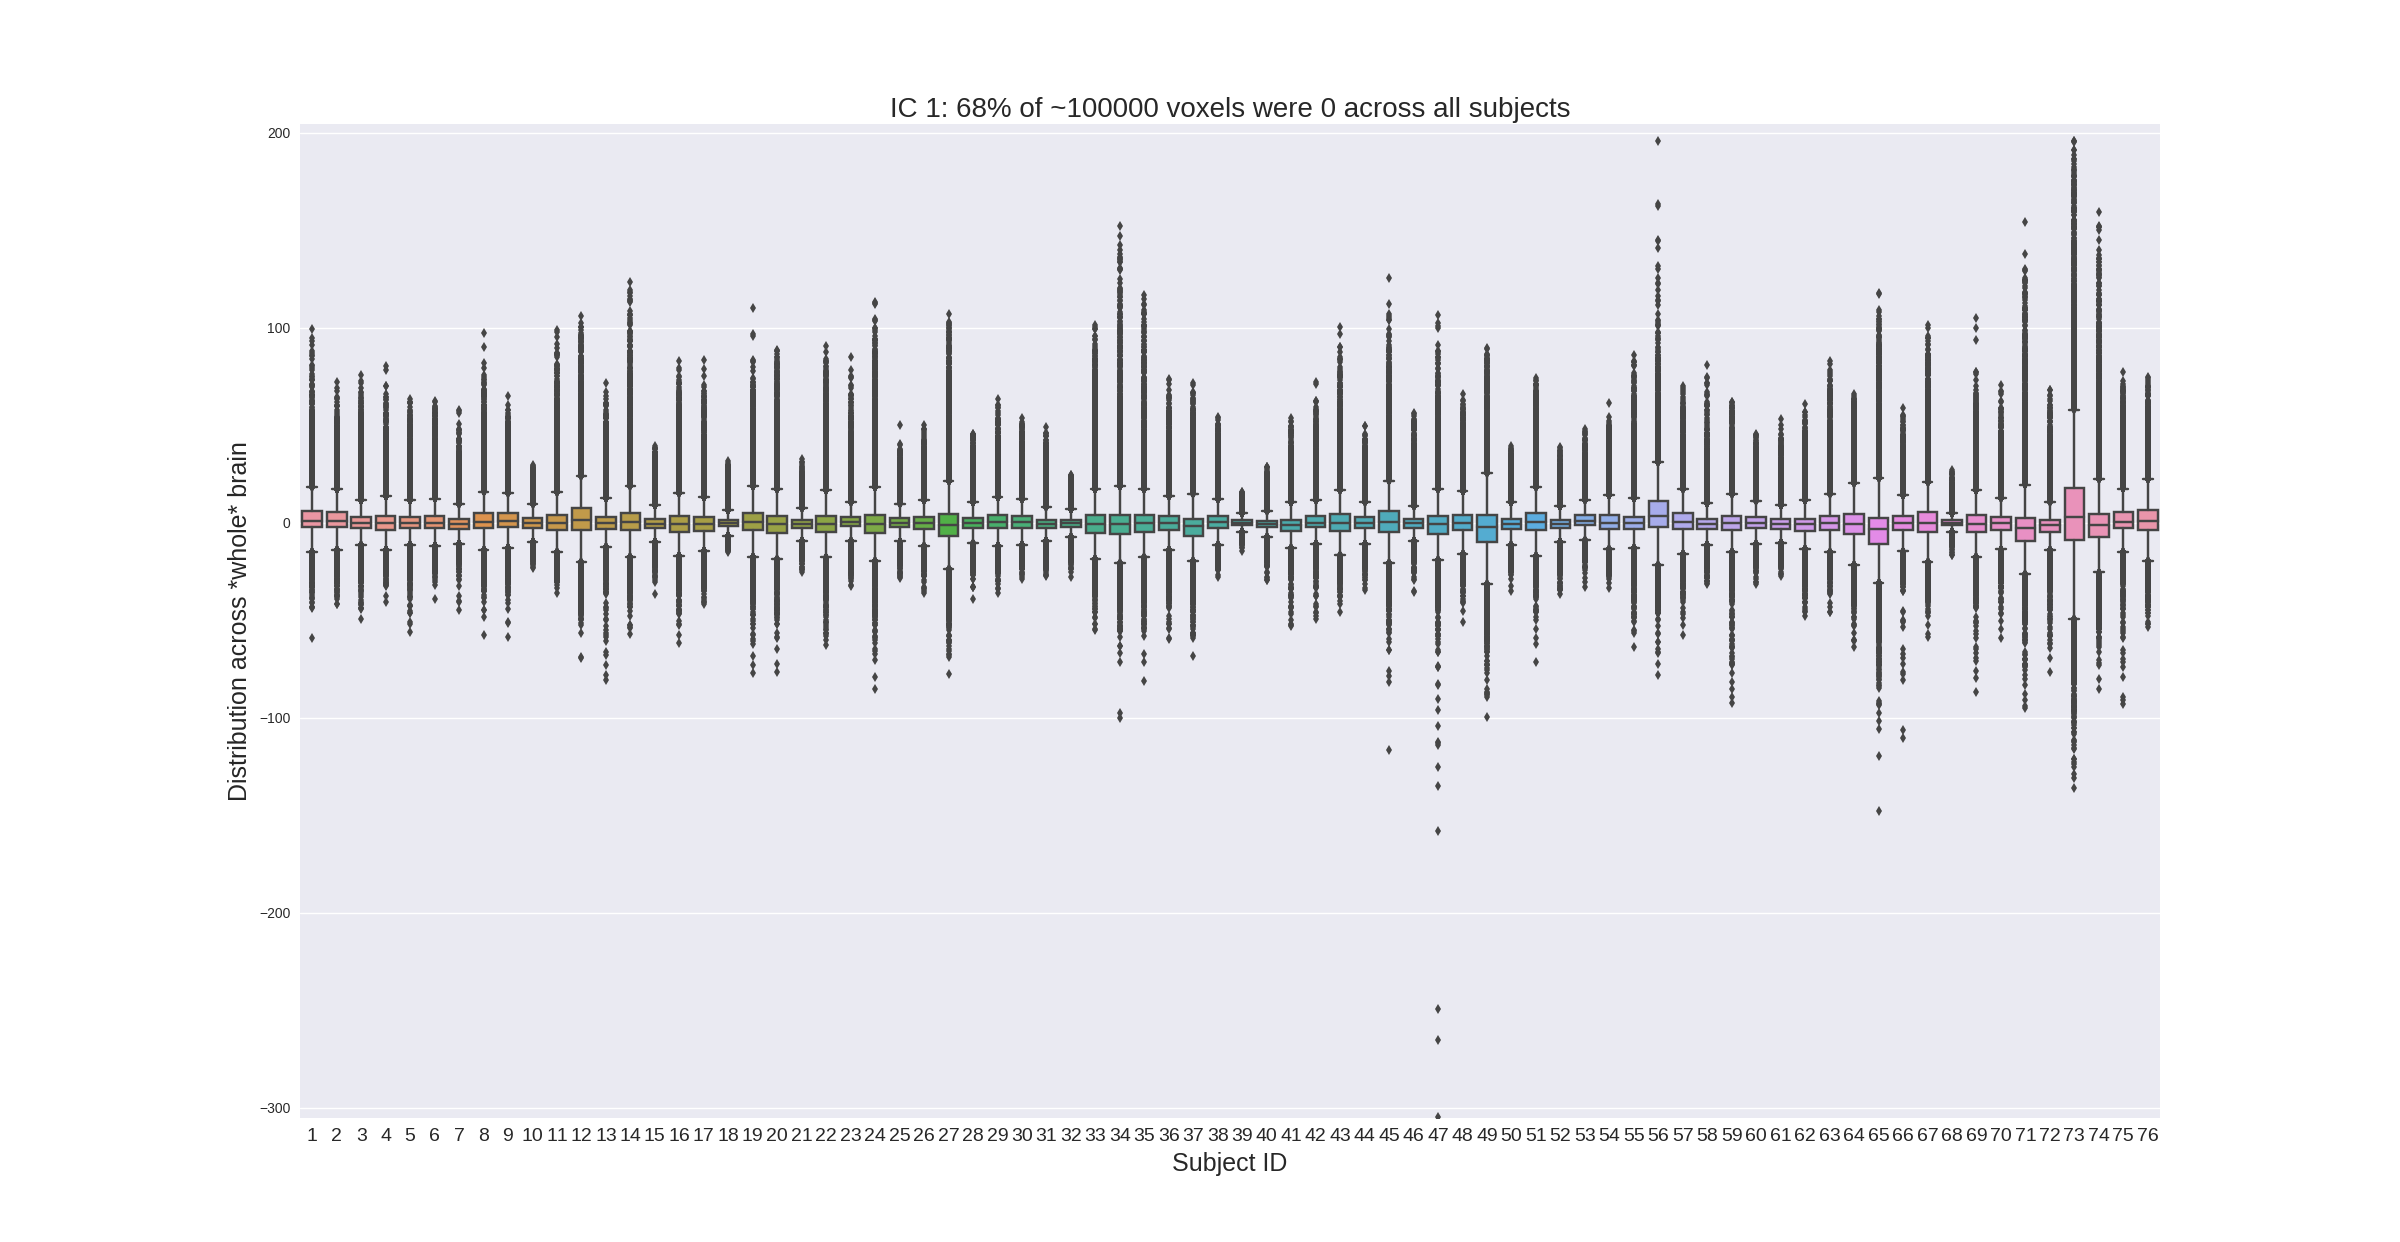 IC 1: 68% of ~100000 voxels were 0 across all subjects
200
100
0
−100
−200
−300
Distribution across *whole* brain
1 2 3 4 5 6 7 8 9 10 11 12 13 14 15 16 17 18 19 20 21 22 23 24 25 26 27 28 29 30 31 32 33 34 35 36 37 38 39 40 41 42 43 44 45 46 47 48 49 50 51 52 53 54 55 56 57 58 59 60 61 62 63 64 65 66 67 68 69 70 71 72 73 74 75 76
Subject ID